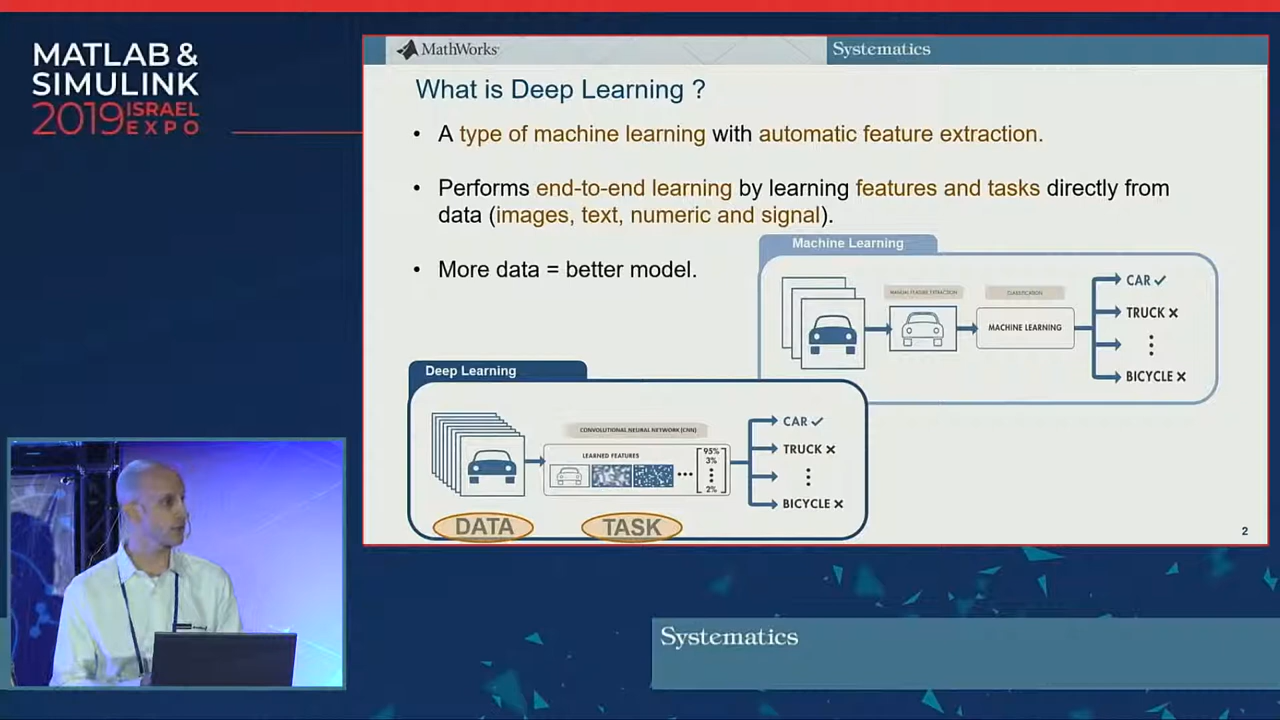 MATLAB &
SIMULINK
2019 ISRAEL
EXPO
MathWorks
Systematics
What is Deep Learning ?
• A type of machine learning with automatic feature extraction.
• Performs end-to-end learning by learning features and tasks directly from
data (images, text, numeric and signal).
• More data = better model.
Machine Learning
MANUAL FEATURE EXTRACTION
CLASSIFICATION
MACHINE LEARNING
CAR ✓
TRUCK ✕
⋮
BICYCLE ✕
Deep Learning
CONVOLUTIONAL NEURAL NETWORK (CNN)
LEARNED FEATURES
95%
3%
⋮
2%
CAR ✓
TRUCK ✕
⋮
BICYCLE ✕
DATA
TASK
2
Systematics